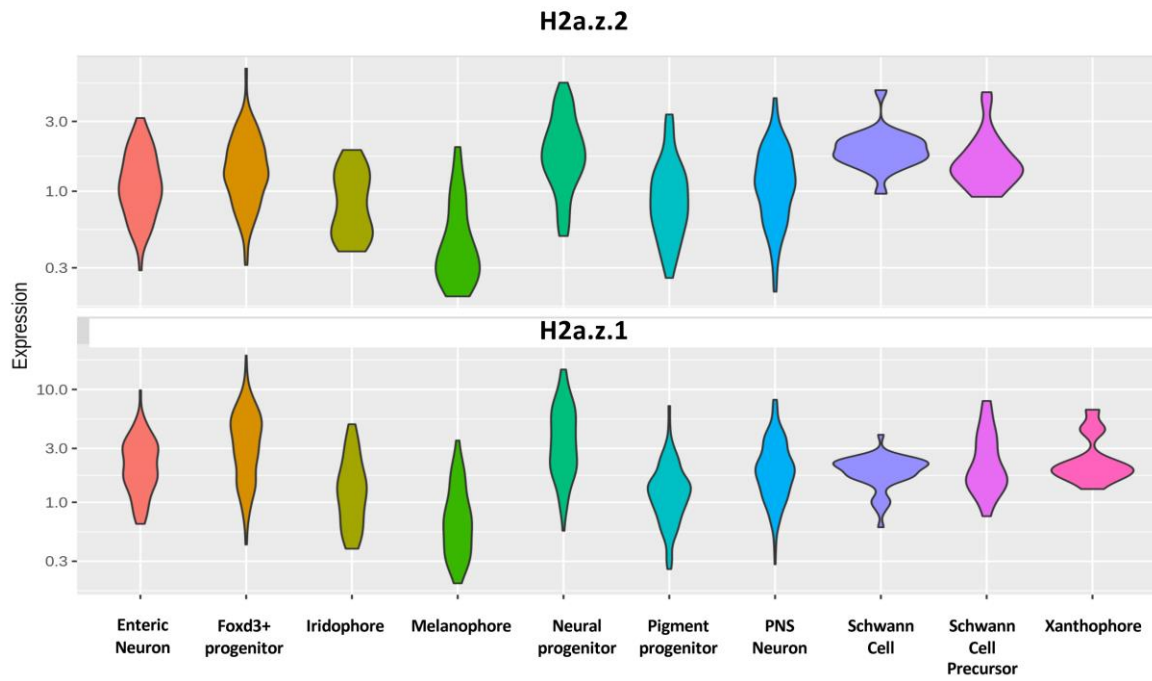 H2a.z.2
3.0
1.0
0.3
Expression
H2a.z.1
10.0
3.0
1.0
0.3
Enteric Neuron
Foxd3+ progenitor
Iridophore
Melanophore
Neural progenitor
Pigment progenitor
PNS Neuron
Schwann Cell
Schwann Cell Precursor
Xanthophore